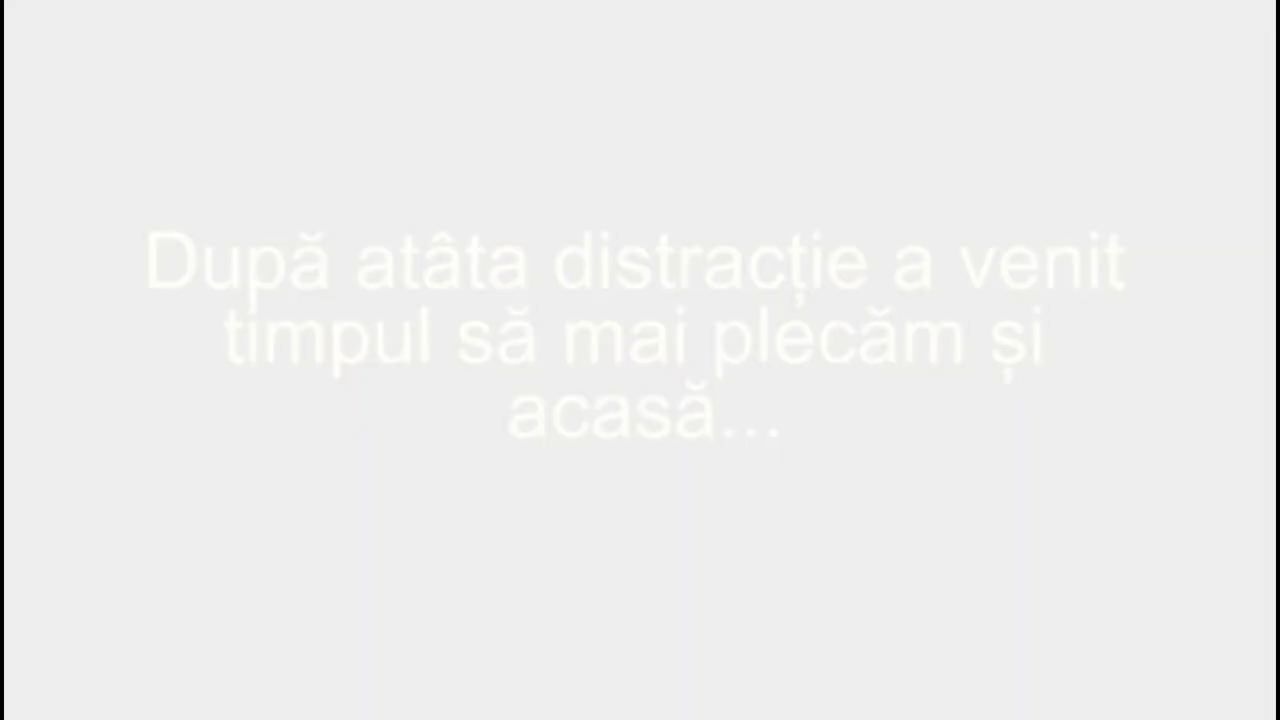 După atâta distracție a venit
timpul să mai plecăm și
acasă...